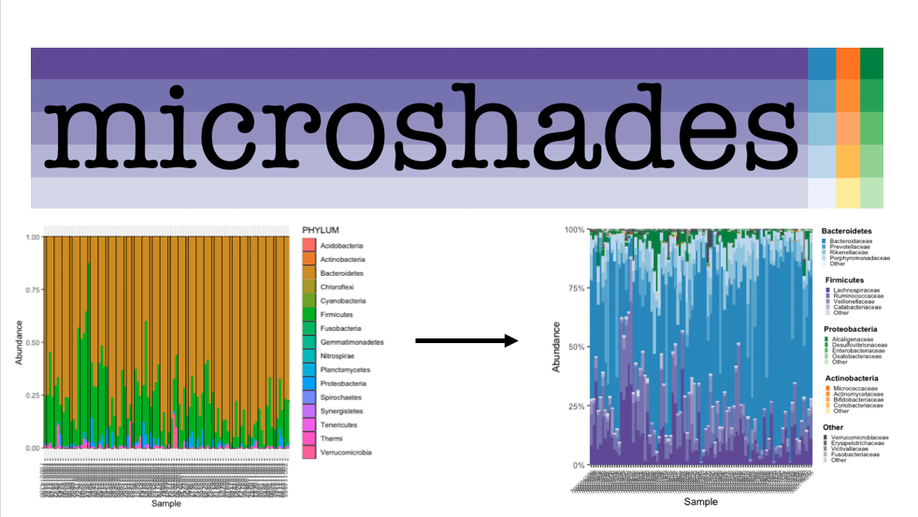 microshades
PHYLUM
Acidobacteria
Actinobacteria
Bacteroidetes
Chloroflexi
Cyanobacteria
Firmicutes
Fusobacteria
Gemmatimonadetes
Nitrospirae
Planctomycetes
Proteobacteria
Spirochaetes
Synergistetes
Tenericutes
Thermi
Verrucomicrobia
1.00
0.75
0.50
0.25
0.00
Abundance
Sample
100%
75%
50%
25%
0%
Abundance
Sample
Bacteroidetes
Bacteroidaceae
Prevotellaceae
Rikenellaceae
Porphyromonadaceae
Other
Firmicutes
Lachnospiraceae
Ruminococcaceae
Veillonellaceae
Catabacteriaceae
Other
Proteobacteria
Alcaligenaceae
Desulfovibrionaceae
Enterobacteriaceae
Oxalobacteraceae
Other
Actinobacteria
Micrococcaceae
Actinomycetaceae
Bifidobacteriaceae
Coriobacteriaceae
Other
Other
Verrucomicrobiaceae
Erysipelotrichaceae
Victivallaceae
Fusobacteriaceae
Other